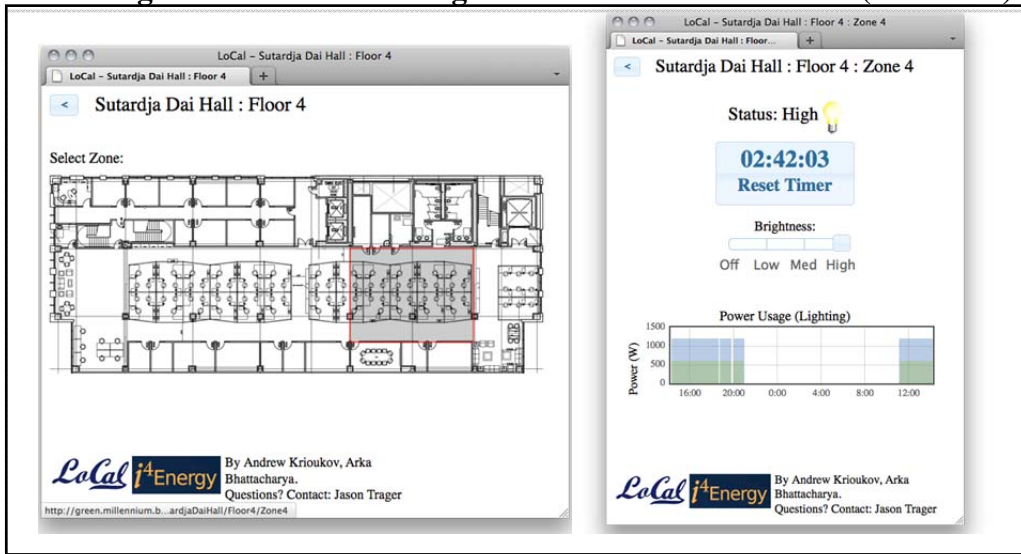 LoCal – Sutardja Dai Hall : Floor 4
LoCal – Sutardja Dai Hall : Floor 4
+
< Sutardja Dai Hall : Floor 4
Select Zone:
LoCal i4Energy
By Andrew Krioukov, Arka
Bhattacharya.
Questions? Contact: Jason Trager
http://green.millennium.b...ardjaDaiHall/Floor4/Zone4
LoCal – Sutardja Dai Hall : Floor 4 : Zone 4
LoCal – Sutardja Dai Hall : Floor...
+
< Sutardja Dai Hall : Floor 4 : Zone 4
Status: High
02:42:03
Reset Timer
Brightness:
Off Low Med High
Power Usage (Lighting)
Power (W)
1500
1000
500
0
16:00 20:00 0:00 4:00 8:00 12:00
LoCal i4Energy
By Andrew Krioukov, Arka
Bhattacharya.
Questions? Contact: Jason Trager